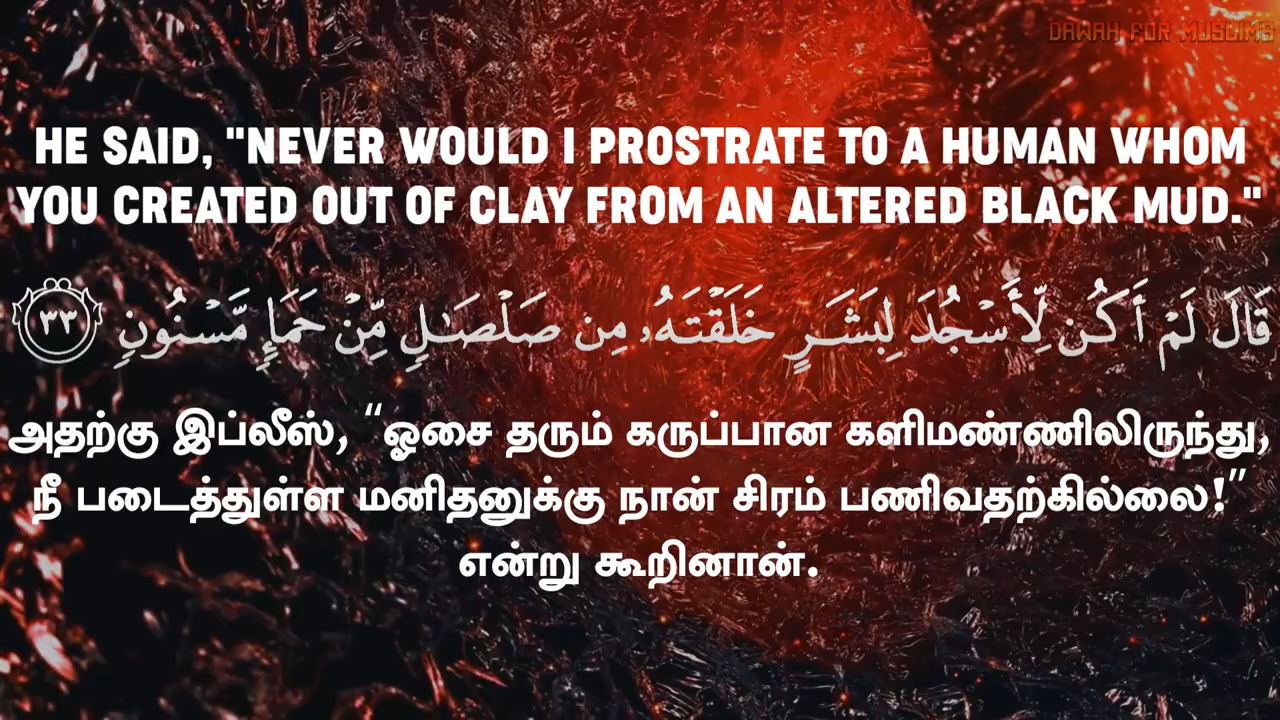 DAWAH FOR MUSLIMS
HE SAID, "NEVER WOULD I PROSTRATE TO A HUMAN WHOM
YOU CREATED OUT OF CLAY FROM AN ALTERED BLACK MUD."
قَالَ لَمْ أَكُن لِّأَسْجُدَ لِبَشَرٍ خَلَقْتَهُۥ مِن صَلْصَـٰلٍ مِّنْ حَمَإٍ مَّسْنُونٍ ٣٣
அதற்கு இப்லீஸ், “ஓசை தரும் கருப்பான களிமண்ணிலிருந்து,
நீ படைத்துள்ள மனிதனுக்கு நான் சிரம் பணிவதற்கில்லை!”
என்று கூறினான்.